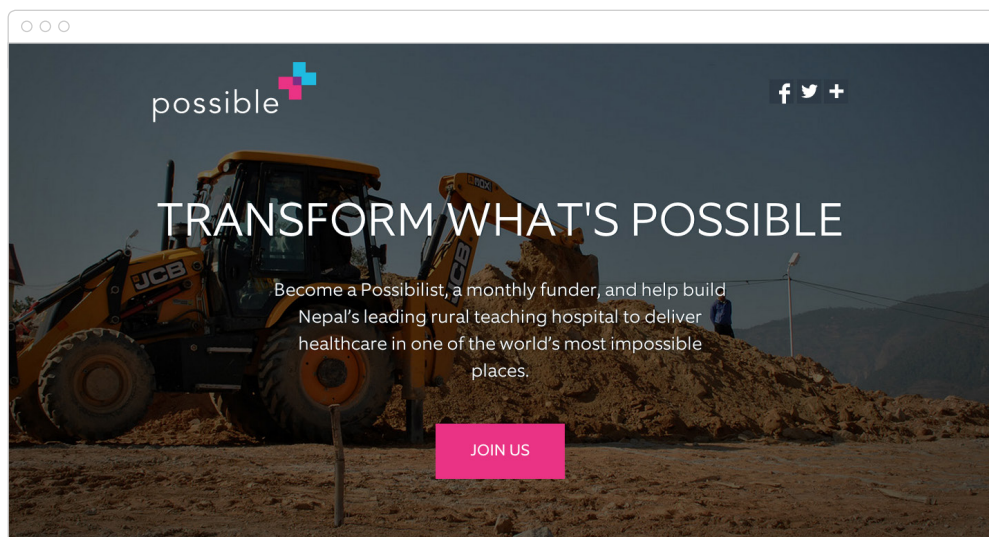 possible
TRANSFORM WHAT'S POSSIBLE
Become a Possibilist, a monthly funder, and help build
Nepal’s leading rural teaching hospital to deliver
healthcare in one of the world’s most impossible
places.
JOIN US
JCB
JCB